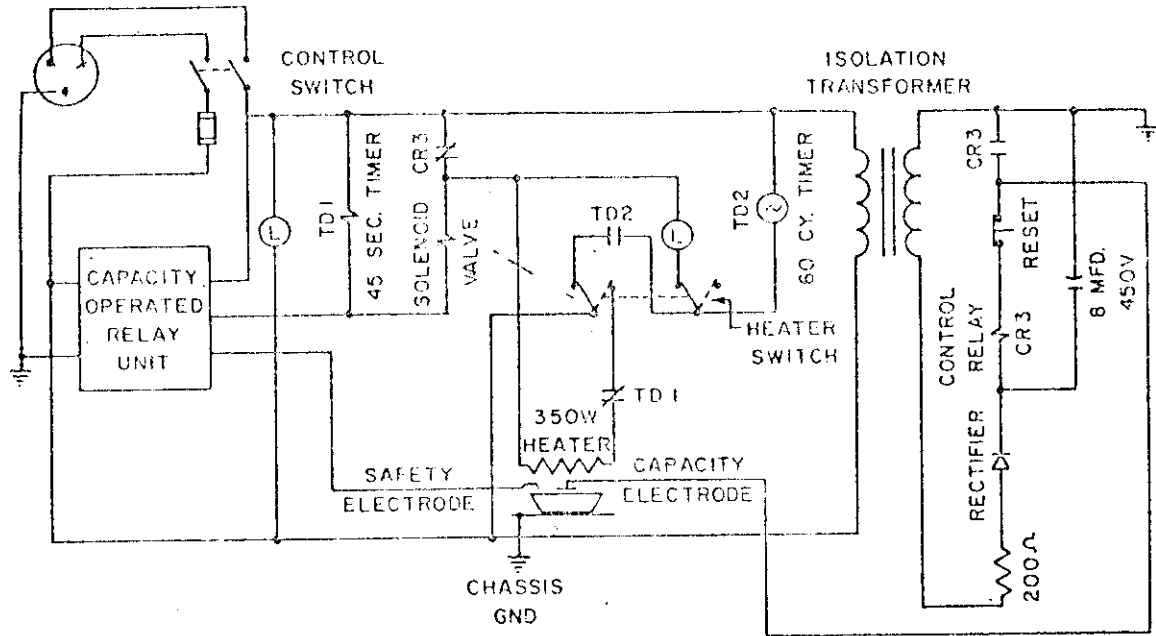 CONTROL
SWITCH
ISOLATION
TRANSFORMER
L
TD1
45 SEC. TIMER
CR3
SOLENOID
VALVE
TD2
L
TD2
60 CY. TIMER
HEATER
SWITCH
CR3
RESET
8 MFD.
450V
CAPACITY
OPERATED
RELAY
UNIT
CONTROL
RELAY
CR3
TD1
350W
HEATER
RECTIFIER
SAFETY
ELECTRODE
CAPACITY
ELECTRODE
200Ω
CHASSIS
GND